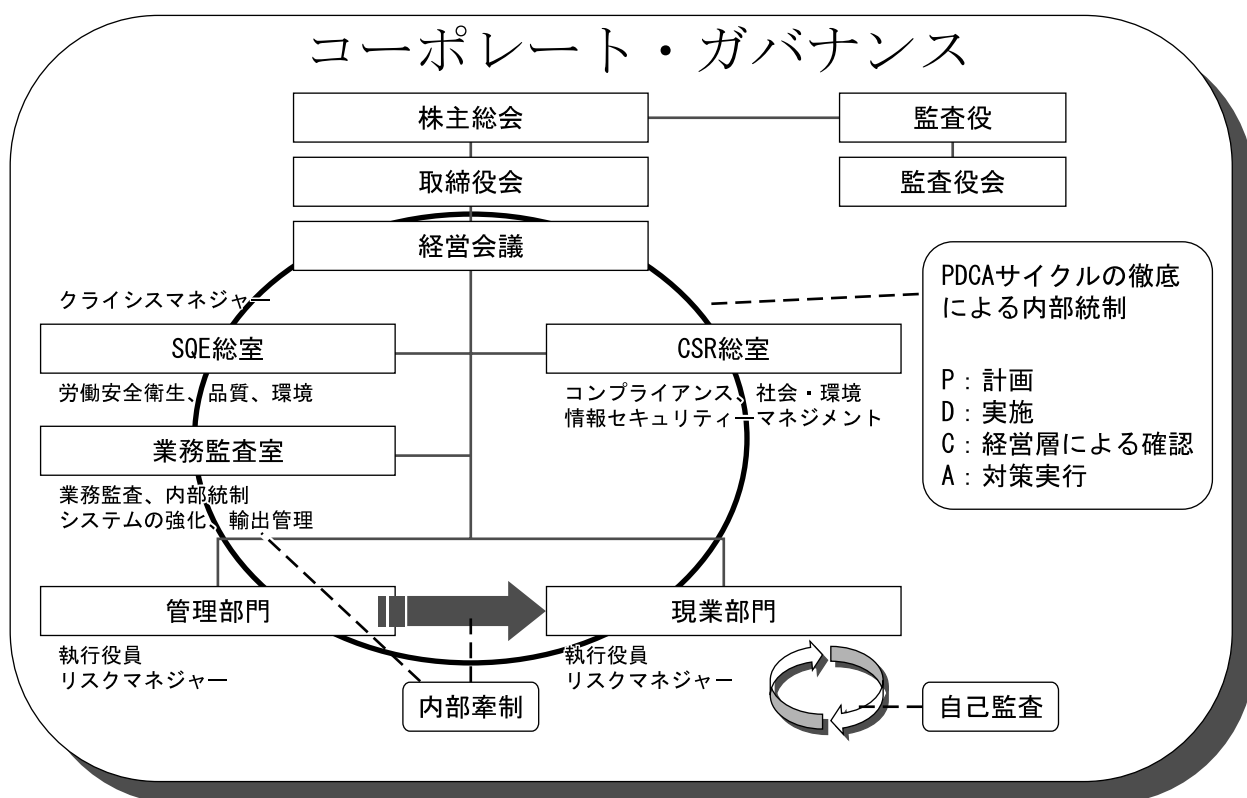 コーポレート・ガバナンス
株主総会
監査役
取締役会
監査役会
経営会議
PDCAサイクルの徹底
による内部統制
P：計画
D：実施
C：経営層による確認
A：対策実行
クライシスマネジャー
SQE総室
CSR総室
労働安全衛生、品質、環境
コンプライアンス、社会・環境
情報セキュリティーマネジメント
業務監査室
業務監査、内部統制
システムの強化、輸出管理
管理部門
現業部門
執行役員
リスクマネジャー
執行役員
リスクマネジャー
内部牽制
自己監査